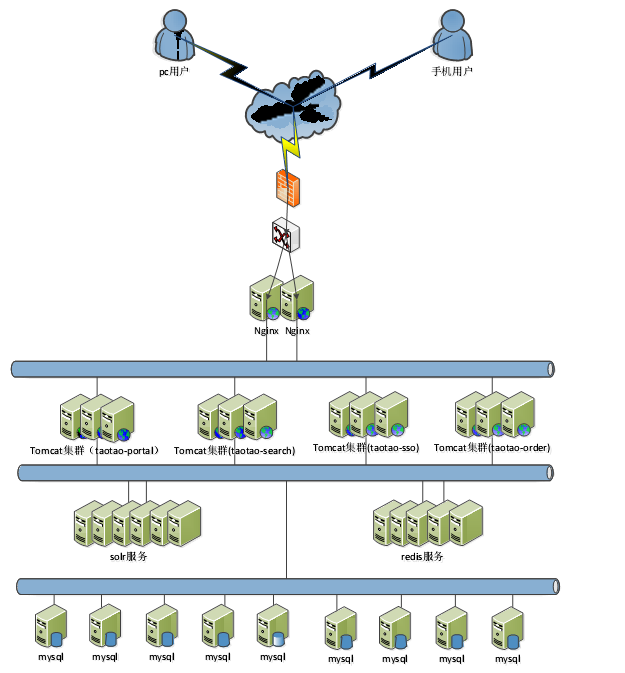 pc用户
手机用户
Nginx
Nginx
Tomcat集群（taotao-portal）
Tomcat集群(taotao-search)
Tomcat集群(taotao-sso)
Tomcat集群(taotao-order)
solr服务
redis服务
mysql
mysql
mysql
mysql
mysql
mysql
mysql
mysql
mysql